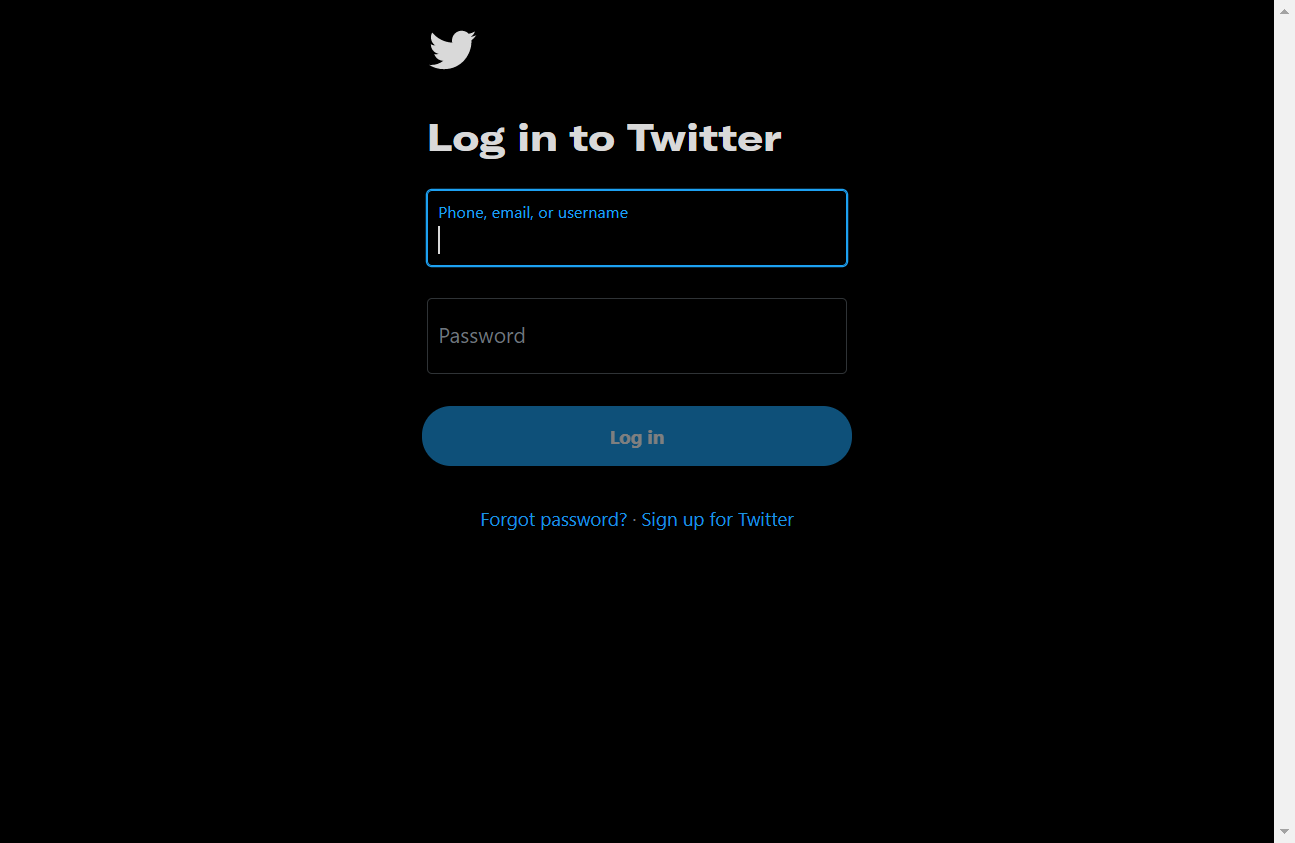 Log in to Twitter
Phone, email, or username
Password
Log in
Forgot password? · Sign up for Twitter